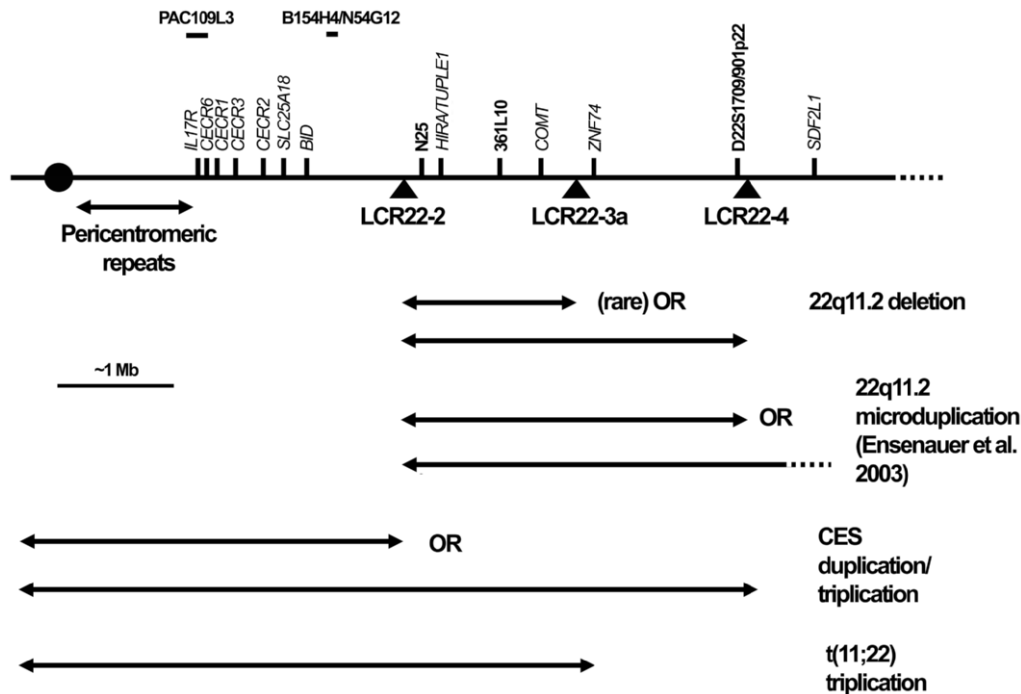 PAC109L3
B154H4/N54G12
IL17R
CECR6
CECR1
CECR3
CECR2
SLC25A18
BID
N25
HIRA/TUPLE1
361L10
COMT
ZNF74
D22S1709/901p22
SDF2L1
LCR22-2
LCR22-3a
LCR22-4
Pericentromeric
repeats
(rare) OR
22q11.2 deletion
~1 Mb
22q11.2
microduplication
(Ensenauer et al.
2003)
OR
CES
duplication/
triplication
OR
t(11;22)
triplication